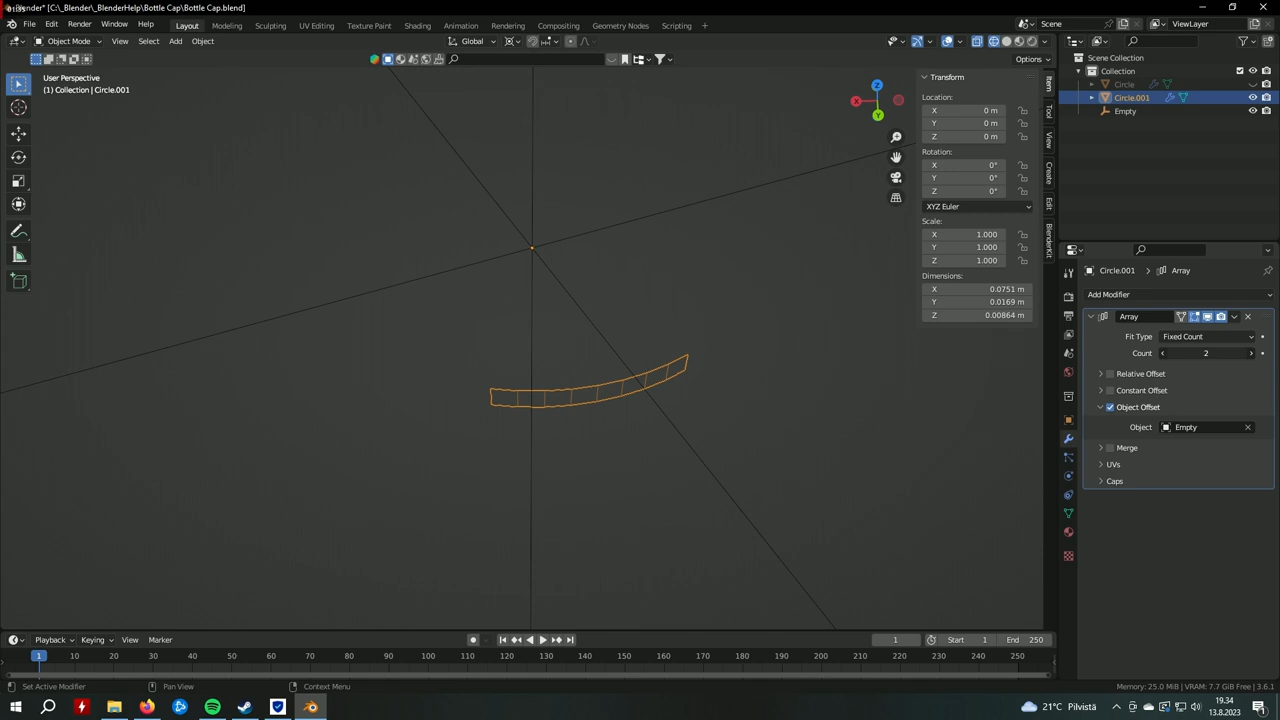 Blender* [C:\_Blender\_BlenderHelp\Bottle Cap\Bottle Cap.blend]
File Edit Render Window Help Layout Modeling Sculpting UV Editing Texture Paint Shading Animation Rendering Compositing Geometry Nodes Scripting + Scene ViewLayer
Object Mode View Select Add Object Global
Options
User Perspective
(1) Collection | Circle.001
Z
X
Y
Transform
Location:
X 0 m
Y 0 m
Z 0 m
Rotation:
X 0°
Y 0°
Z 0°
XYZ Euler
Scale:
X 1.000
Y 1.000
Z 1.000
Dimensions:
X 0.0751 m
Y 0.0169 m
Z 0.00864 m
Item
Tool
View
Create
Edit
BlenderKit
Scene Collection
Collection
Circle
Circle.001
Empty
Circle.001 > Array
Add Modifier
Array
Fit Type Fixed Count
Count 2
Relative Offset
Constant Offset
Object Offset
Object Empty
Merge
UVs
Caps
Playback Keying View Marker 1 Start 1 End 250
1 10 20 30 40 50 60 70 80 90 100 110 120 130 140 150 160 170 180 190 200 210 220 230 240 250
Set Active Modifier Pan View Context Menu Memory: 25.0 MiB | VRAM: 7.7 GiB Free | 3.6.1
21°C Pilvistä
19.34
13.8.2023